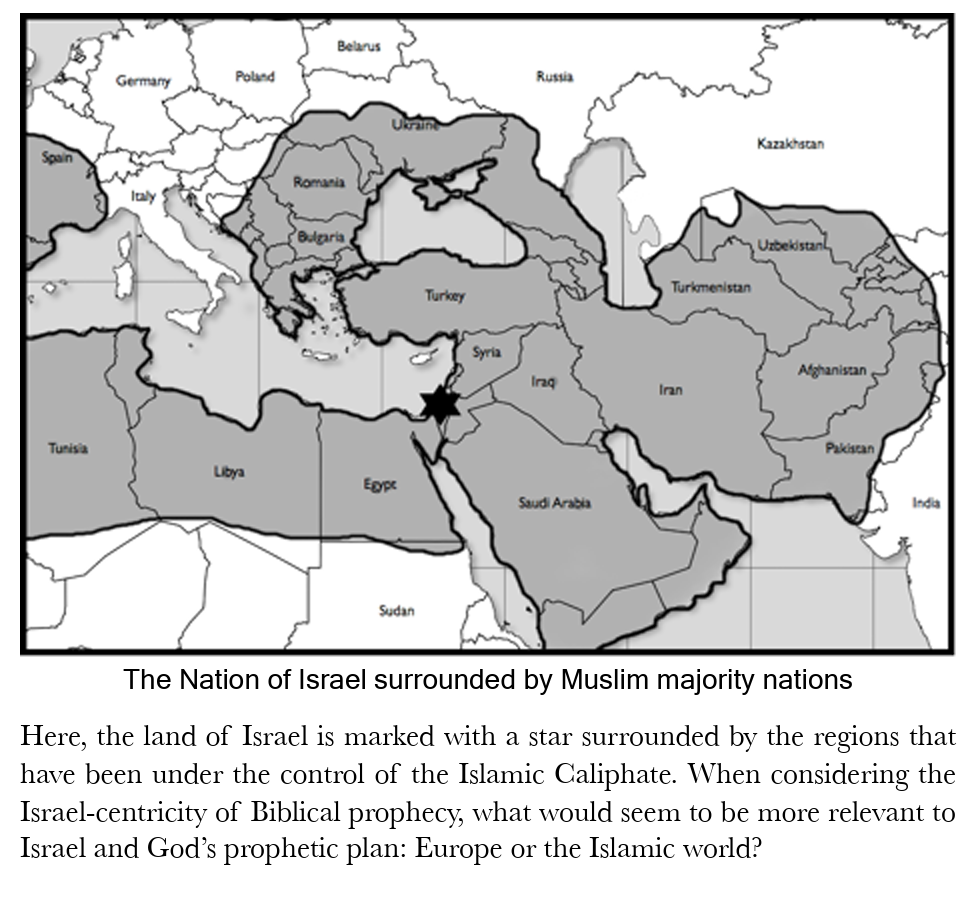 Belarus
Germany
Poland
Russia
Ukraine
Kazakhstan
Spain
Italy
Romania
Bulgaria
Uzbekistan
Turkey
Turkmenistan
Syria
Iraq
Iran
Afghanistan
Tunisia
Libya
Egypt
Saudi Arabia
Pakistan
India
Sudan
The Nation of Israel surrounded by Muslim majority nations
Here, the land of Israel is marked with a star surrounded by the regions that
have been under the control of the Islamic Caliphate. When considering the
Israel-centricity of Biblical prophecy, what would seem to be more relevant to
Israel and God’s prophetic plan: Europe or the Islamic world?